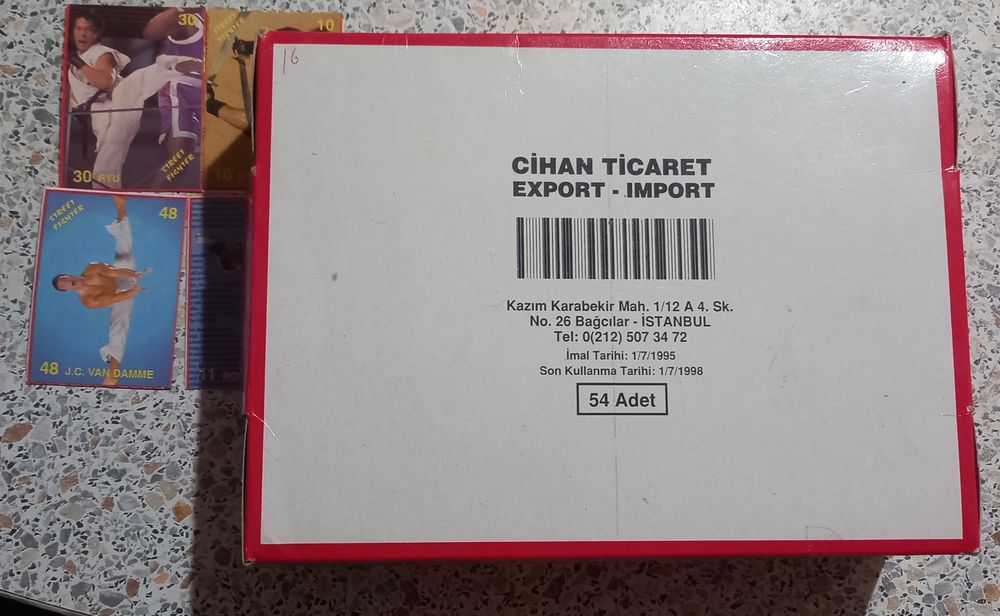 30
STREET
FIGHTER
30 RYU
STREET
FIGHTER
10
10
STREET
FIGHTER
48
48 J.C. VAN DAMME
11
16
CİHAN TİCARET
EXPORT - IMPORT
Kazım Karabekir Mah. 1/12 A 4. Sk.
No. 26 Bağcılar - İSTANBUL
Tel: 0(212) 507 34 72
İmal Tarihi: 1/7/1995
Son Kullanma Tarihi: 1/7/1998
54 Adet